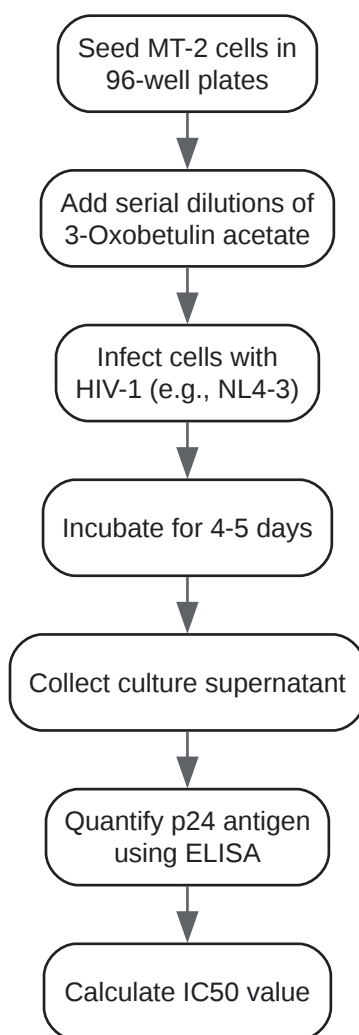 Seed MT-2 cells in
96-well plates
Add serial dilutions of
3-Oxobetulin acetate
Infect cells with
HIV-1 (e.g., NL4-3)
Incubate for 4-5 days
Collect culture supernatant
Quantify p24 antigen
using ELISA
Calculate IC50 value